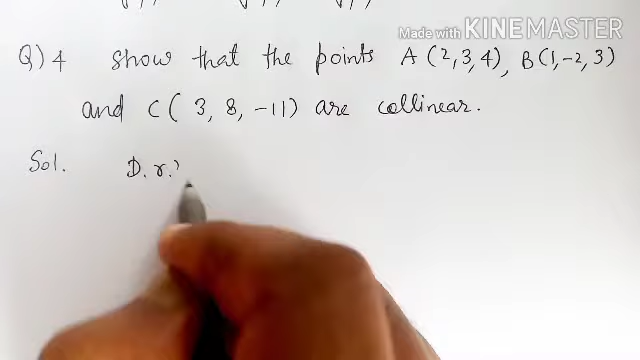 Made with KINEMASTER
Q) 4 show that the points A (2,3,4), B(1,-2,3)
and C( 3, 8, -11) are collinear.
Sol. D.r.'